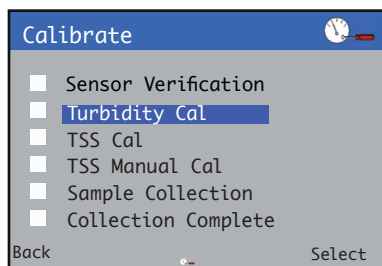 Calibrate
Sensor Verification
Turbidity Cal
TSS Cal
TSS Manual Cal
Sample Collection
Collection Complete
Back Select